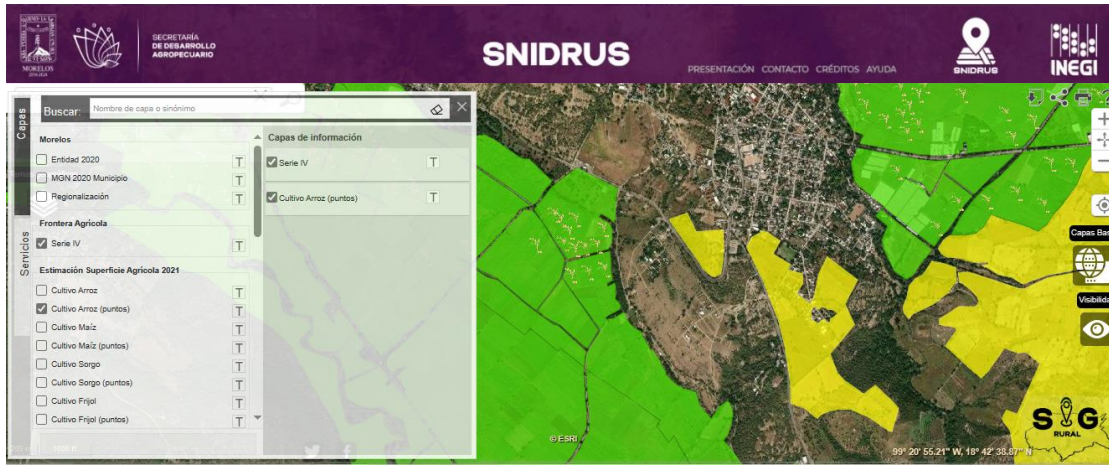 MORELOS
SECRETARÍA
DE DESARROLLO
AGROPECUARIO
SNIDRUS
PRESENTACIÓN CONTACTO CRÉDITOS AYUDA
SNIDRUS
INEGI
Capas
Servicios
Buscar: Nombre de capa o sinónimo
Morelos
Entidad 2020 T
MGN 2020 Municipio T
Regionalización T
Frontera Agricola
Serie IV T
Estimación Superficie Agrícola 2021
Cultivo Arroz T
Cultivo Arroz (puntos) T
Cultivo Maíz T
Cultivo Maíz (puntos) T
Cultivo Sorgo T
Cultivo Sorgo (puntos) T
Cultivo Frijol T
Cultivo Frijol (puntos) T
Capas de información
Serie IV T
Cultivo Arroz (puntos) T
Capas Bas
Visibilida
© ESRI
SIG
RURAL
99° 20' 55.21" W, 18° 42' 38.87" N